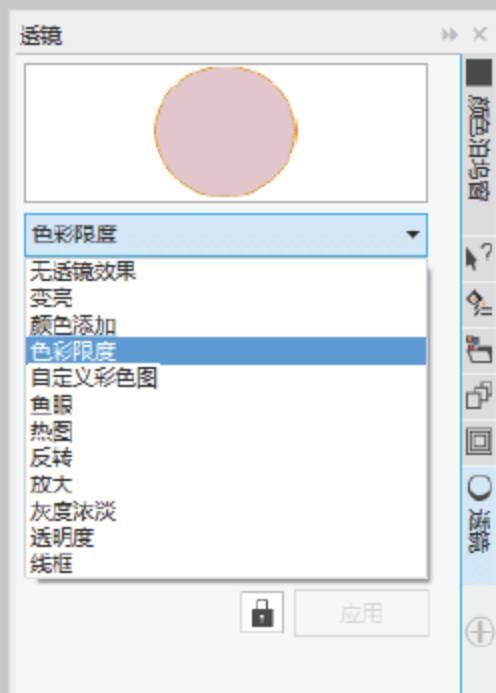 透镜
色彩限度
无透镜效果
变亮
颜色添加
色彩限度
自定义彩色图
鱼眼
热图
反转
放大
灰度浓淡
透明度
线框
应用
颜色泊坞窗
透镜